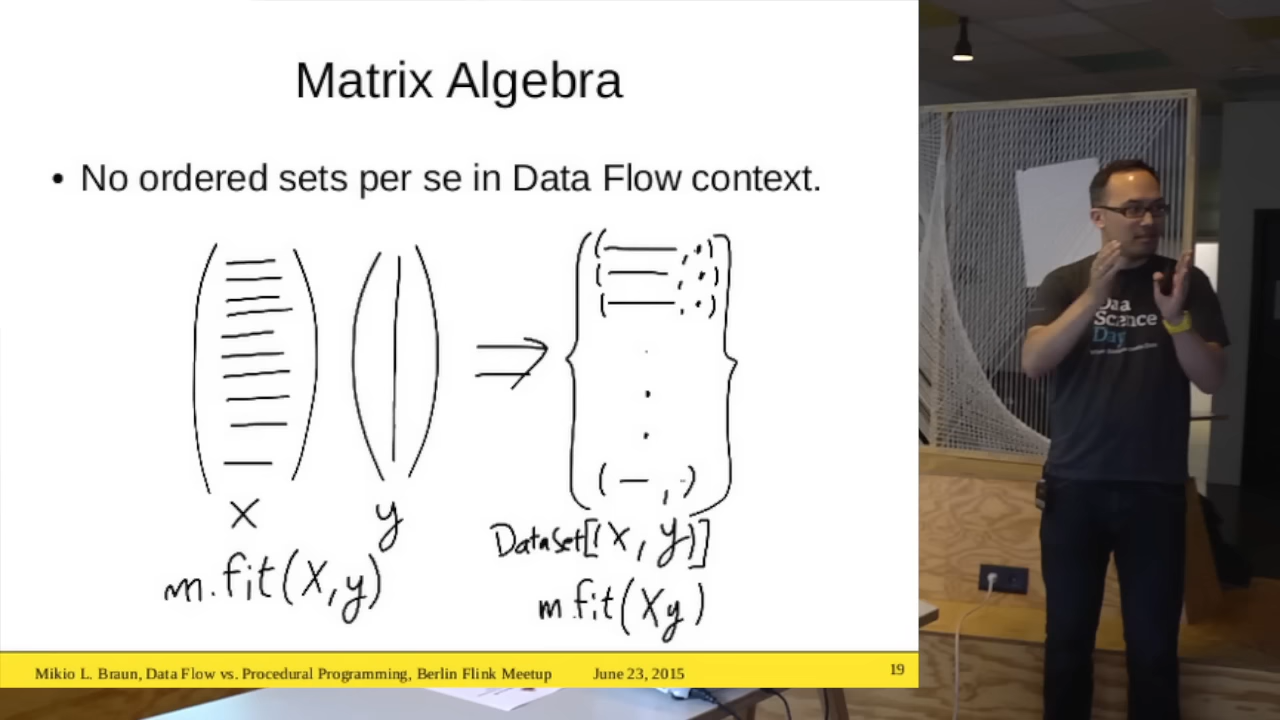 Matrix Algebra
• No ordered sets per se in Data Flow context.
X y
m.fit(X,y)
DataSet[(X, y)]
m.fit(Xy)
Mikio L. Braun, Data Flow vs. Procedural Programming, Berlin Flink Meetup June 23, 2015 19
Data
Science
Day